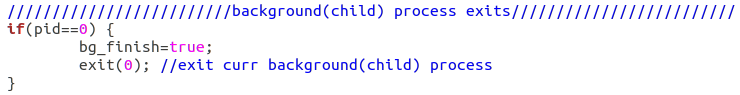 /////////////////////////background(child) process exits/////////////////////////
if(pid==0) {
        bg_finish=true;
        exit(0); //exit curr background(child) process
}